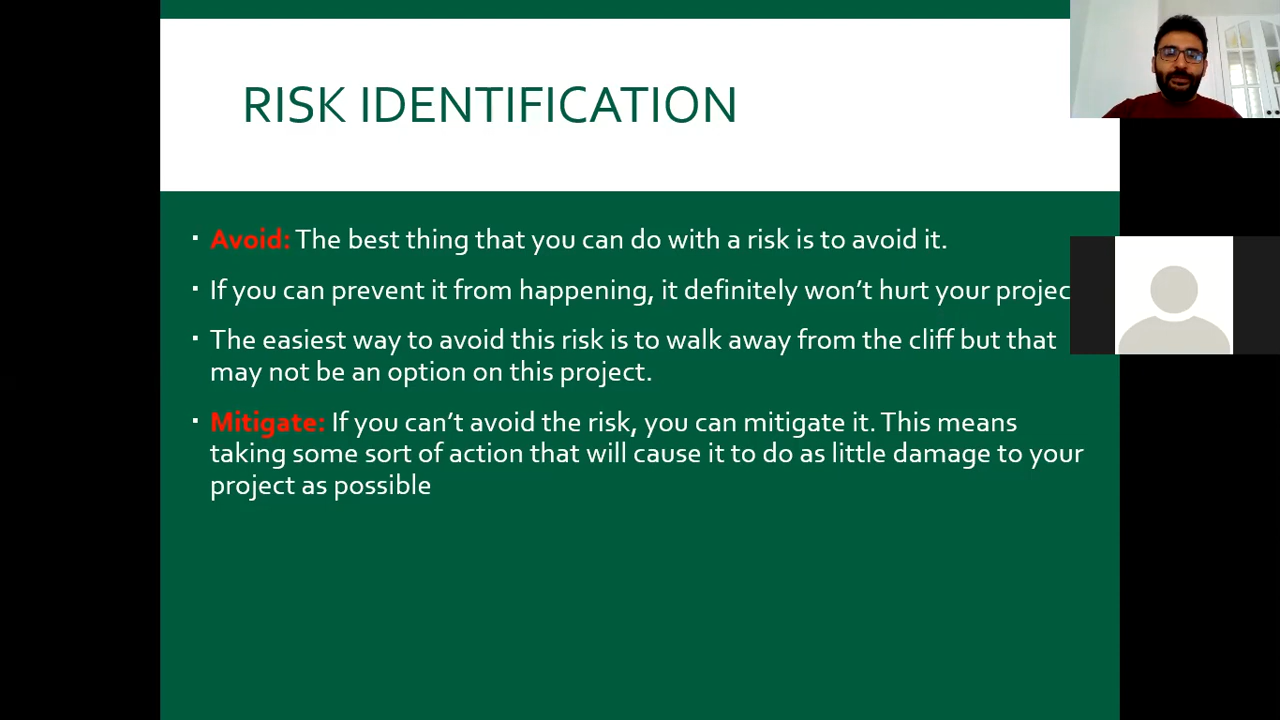 RISK IDENTIFICATION
▪ Avoid: The best thing that you can do with a risk is to avoid it.
▪ If you can prevent it from happening, it definitely won’t hurt your projec
▪ The easiest way to avoid this risk is to walk away from the cliff but that
may not be an option on this project.
▪ Mitigate: If you can’t avoid the risk, you can mitigate it. This means
taking some sort of action that will cause it to do as little damage to your
project as possible